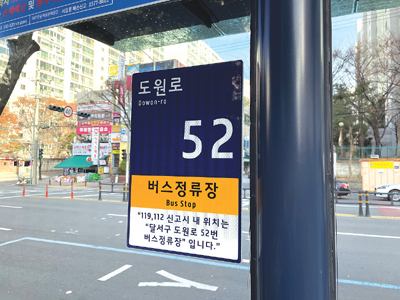 도원로
Dowon-ro
52
버스정류장
Bus Stop
"119,112 신고시 내 위치는
"달서구 도원로 52번
버스정류장" 입니다."